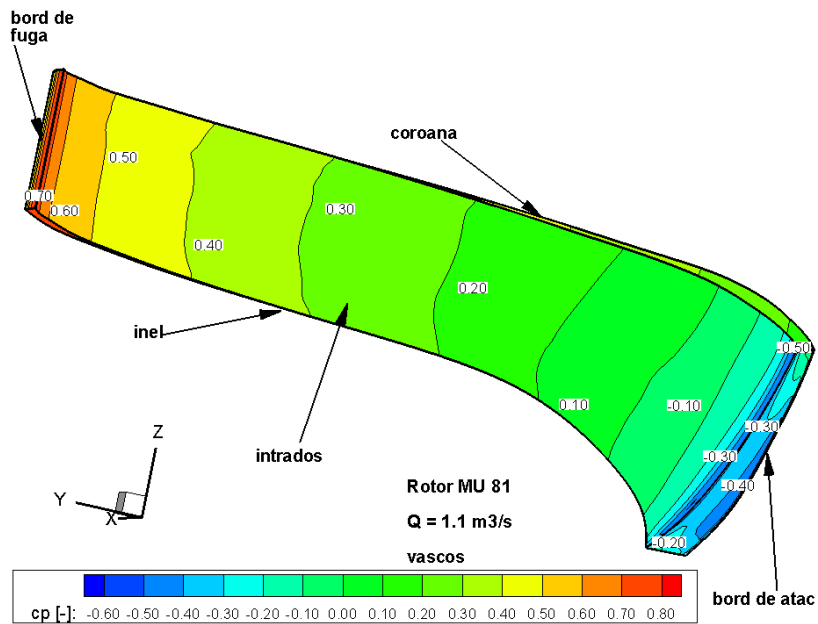 bord de
fuga
coroana
0.50
0.70
0.60
0.30
0.40
0.20
inel
-0.50
0.10
-0.10
-0.30
intrados
-0.30
-0.40
Z
Y
X
Rotor MU 81
Q = 1.1 m3/s
-0.20
vascos
cp [-]: -0.60 -0.50 -0.40 -0.30 -0.20 -0.10 0.00 0.10 0.20 0.30 0.40 0.50 0.60 0.70 0.80
bord de atac